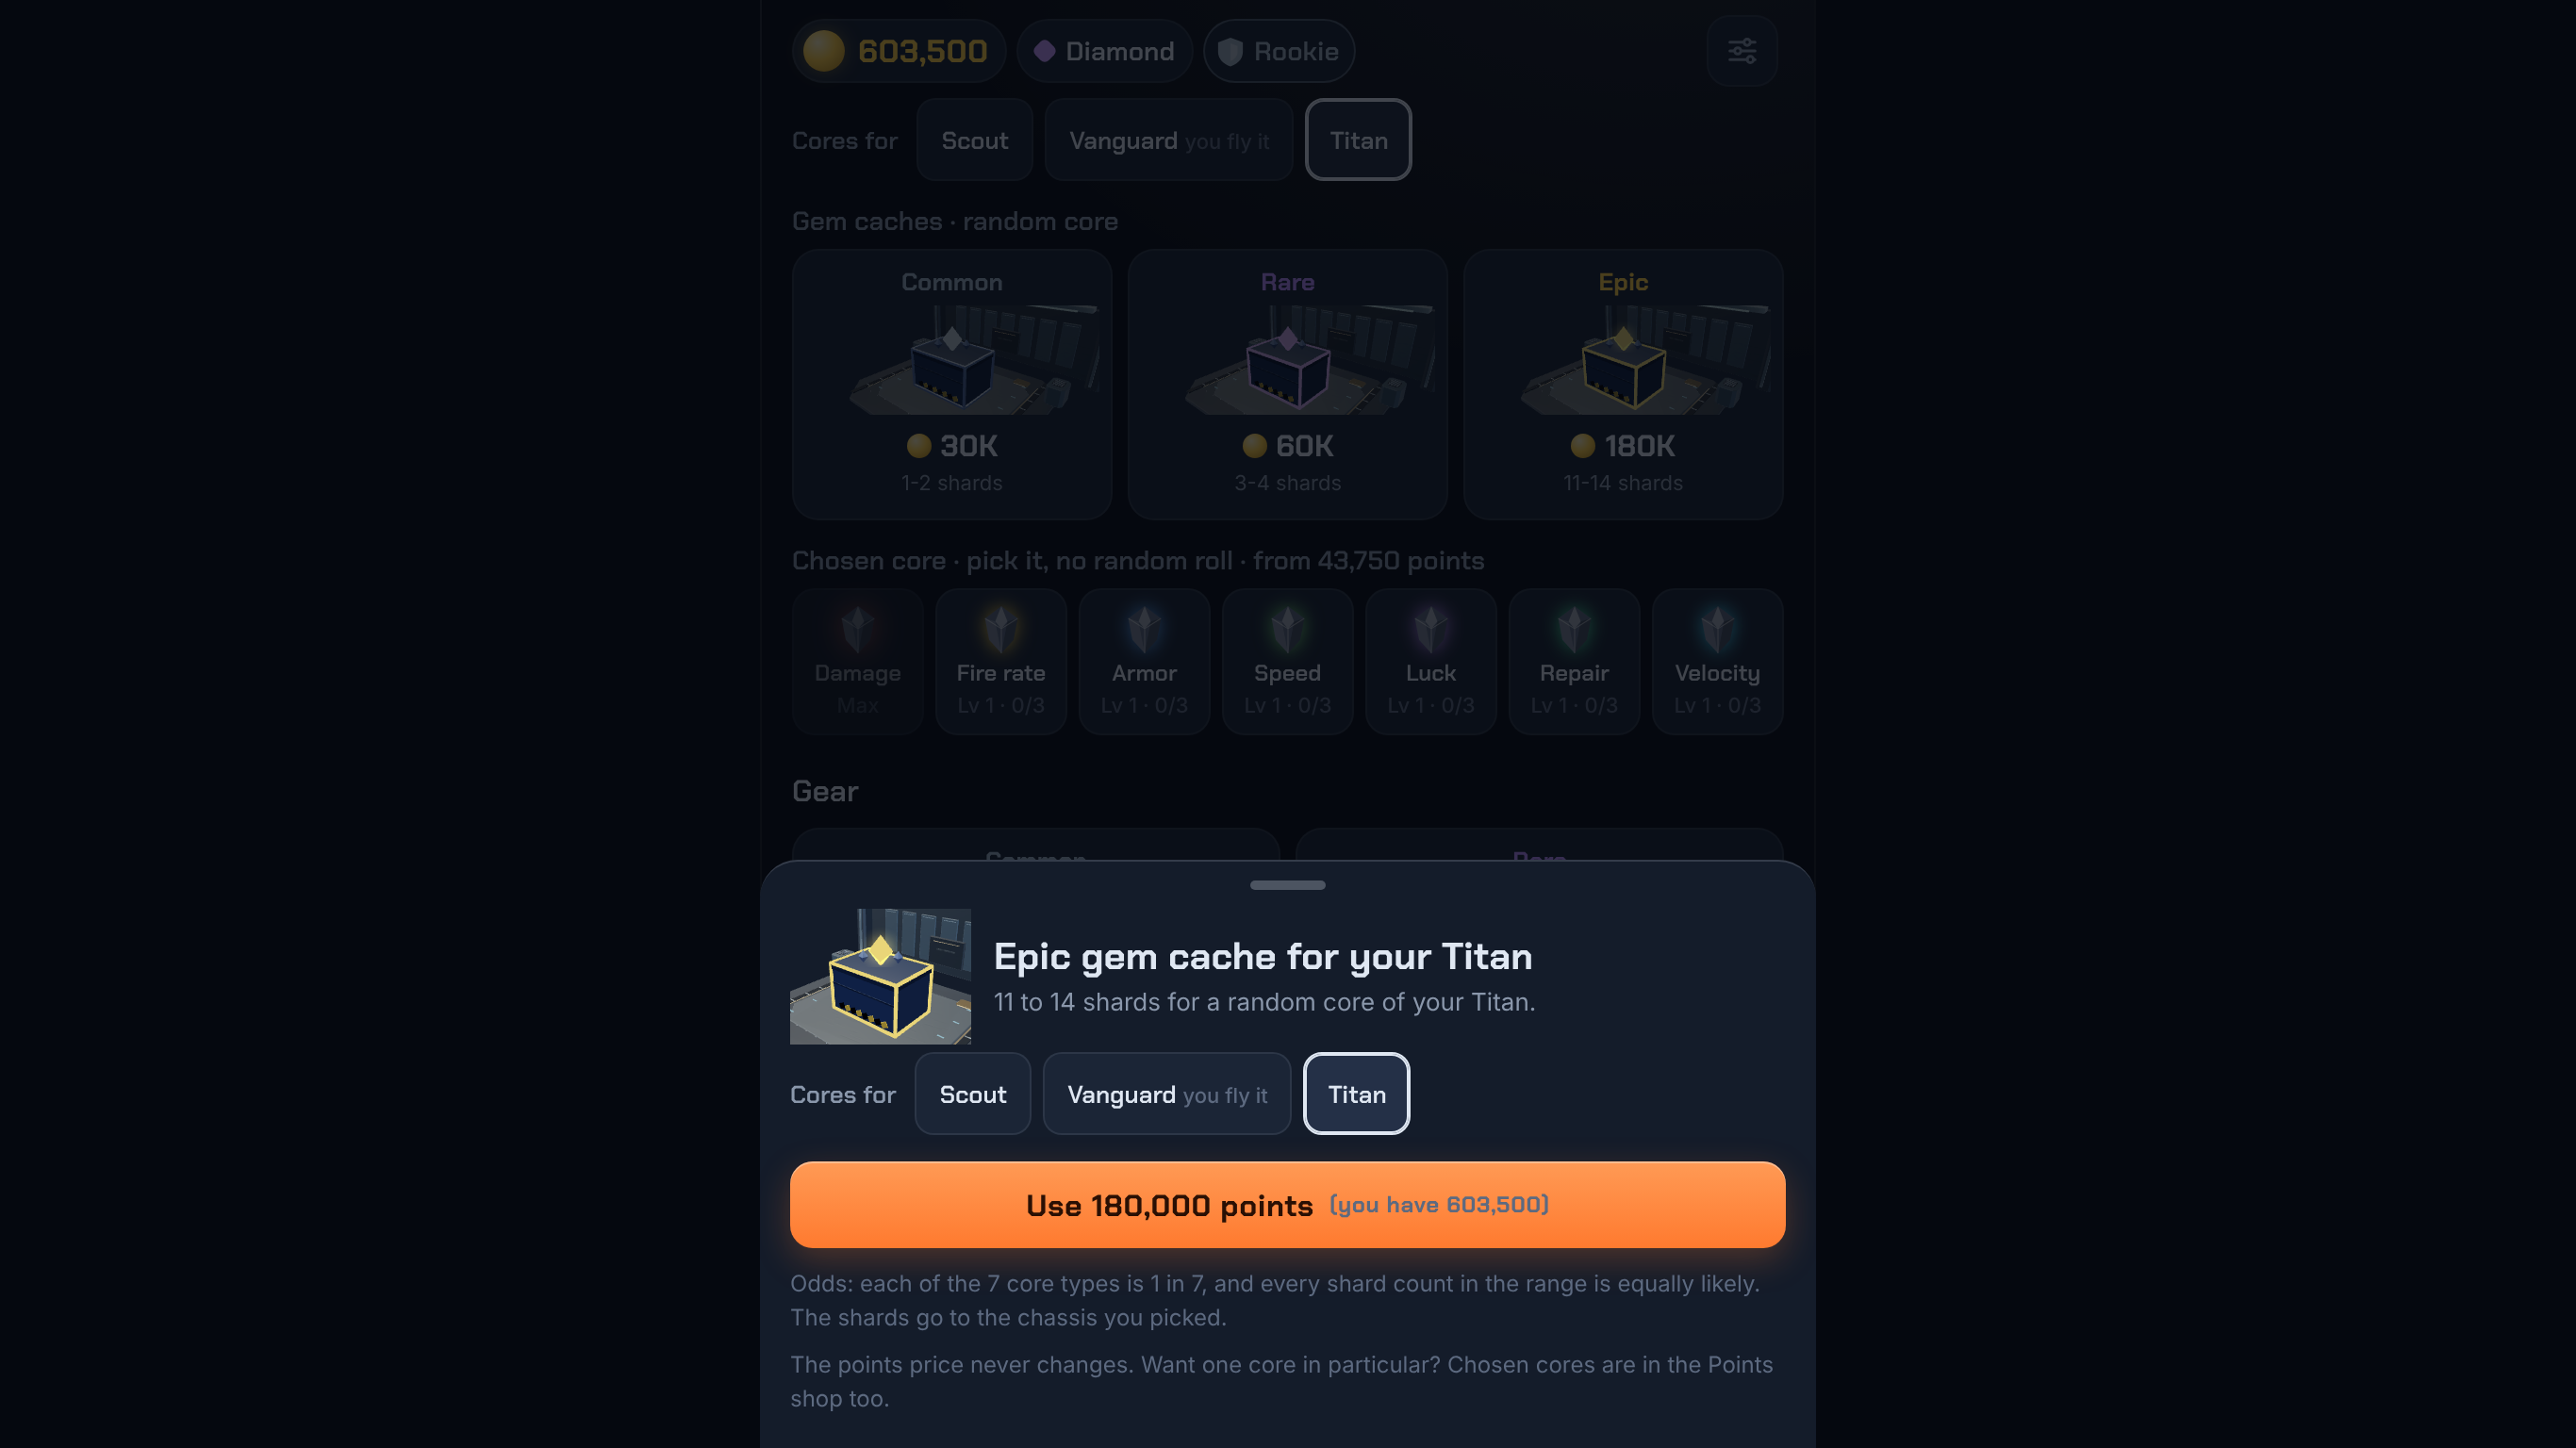 603,500 Diamond Rookie
Cores for Scout Vanguard you fly it Titan
Gem caches · random core
Common Rare Epic
30K 60K 180K
1-2 shards 3-4 shards 11-14 shards
Chosen core · pick it, no random roll · from 43,750 points
Damage Fire rate Armor Speed Luck Repair Velocity
Max Lv 1 · 0/3 Lv 1 · 0/3 Lv 1 · 0/3 Lv 1 · 0/3 Lv 1 · 0/3 Lv 1 · 0/3
Gear
Common Rare
Epic gem cache for your Titan
11 to 14 shards for a random core of your Titan.
Cores for Scout Vanguard you fly it Titan
Use 180,000 points (you have 603,500)
Odds: each of the 7 core types is 1 in 7, and every shard count in the range is equally likely.
The shards go to the chassis you picked.
The points price never changes. Want one core in particular? Chosen cores are in the Points
shop too.